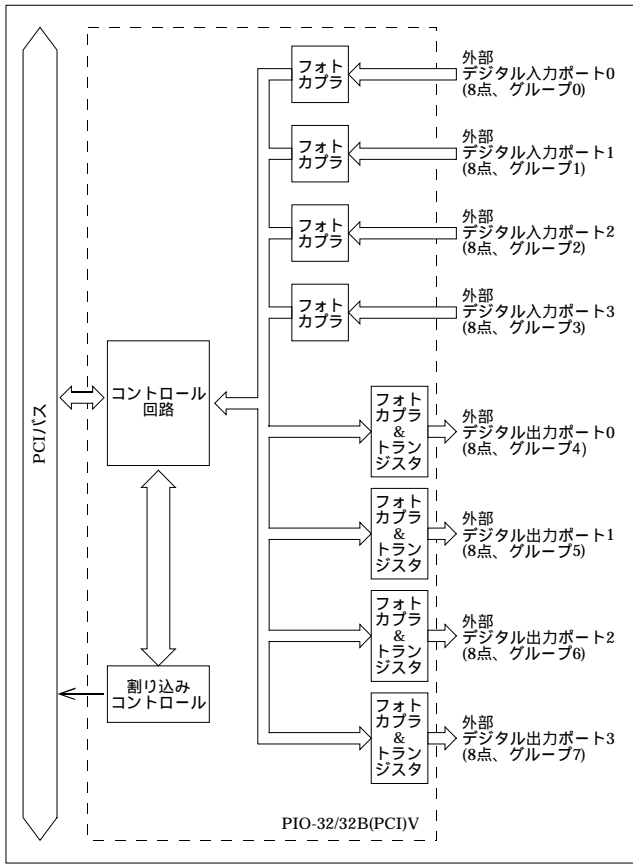 フォト
カプラ
外部
デジタル入力ポート0
(8点、グループ0)
フォト
カプラ
外部
デジタル入力ポート1
(8点、グループ1)
フォト
カプラ
外部
デジタル入力ポート2
(8点、グループ2)
フォト
カプラ
外部
デジタル入力ポート3
(8点、グループ3)
PCIバス
コントロール
回路
フォト
カプラ
&
トラン
ジスタ
外部
デジタル出力ポート0
(8点、グループ4)
フォト
カプラ
&
トラン
ジスタ
外部
デジタル出力ポート1
(8点、グループ5)
フォト
カプラ
&
トラン
ジスタ
外部
デジタル出力ポート2
(8点、グループ6)
割り込み
コントロール
フォト
カプラ
&
トラン
ジスタ
外部
デジタル出力ポート3
(8点、グループ7)
PIO-32/32B(PCI)V